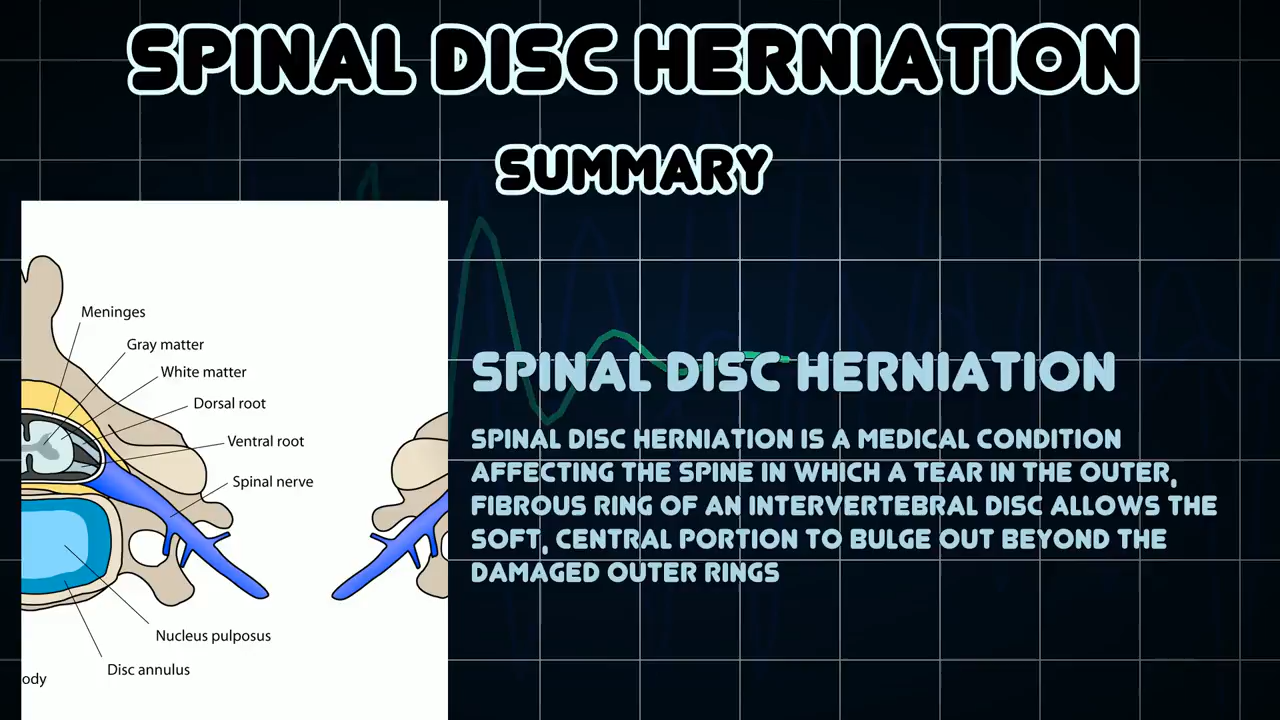 SPINAL DISC HERNIATION
SUMMARY
Meninges
Gray matter
White matter
Dorsal root
Ventral root
Spinal nerve
Nucleus pulposus
Disc annulus
ody
SPINAL DISC HERNIATION
SPINAL DISC HERNIATION IS A MEDICAL CONDITION
AFFECTING THE SPINE IN WHICH A TEAR IN THE OUTER,
FIBROUS RING OF AN INTERVERTEBRAL DISC ALLOWS THE
SOFT, CENTRAL PORTION TO BULGE OUT BEYOND THE
DAMAGED OUTER RINGS